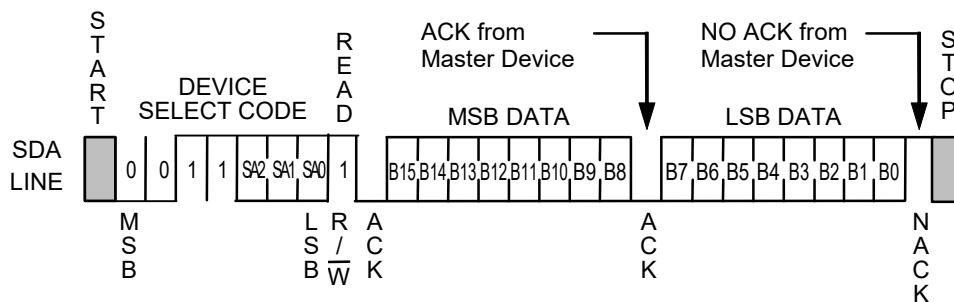 START
DEVICE
SELECT CODE
READ
ACK from
Master Device
NO ACK from
Master Device
STOP
MSB DATA
LSB DATA
SDA
LINE
0 0 1 1 SA2 SA1 SA0 1 B15 B14 B13 B12 B11 B10 B9 B8 B7 B6 B5 B4 B3 B2 B1 B0
MSB
LSB
R/W
ACK
ACK
NACK